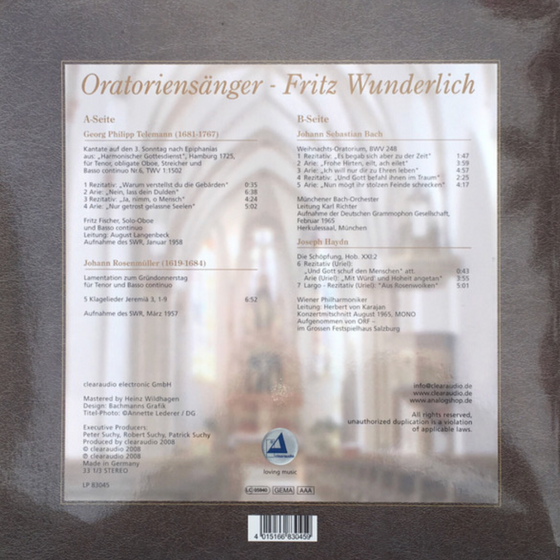 Oratoriensänger - Fritz Wunderlich
A-Seite
Georg Philipp Telemann (1681-1767)
Kantate auf den 3. Sonntag nach Epiphanias
aus: „Harmonischer Gottesdienst", Hamburg 1725,
für Tenor, obligate Oboe, Streicher und
Basso continuo Nr.6, TWV 1:1502
1 Rezitativ: „Warum verstellst du die Gebärden" 0:35
2 Arie: „Nein, lass dein Dulden" 6:38
3 Rezitativ: „Ja, nimm, o Mensch" 4:24
4 Arie: „Nur getrost gelassne Seelen" 5:02
Fritz Fischer, Solo-Oboe
und Basso continuo
Leitung: August Langenbeck
Aufnahme des SWR, Januar 1958
Johann Rosenmüller (1619-1684)
Lamentation zum Gründonnerstag
für Tenor und Basso continuo
5 Klagelieder Jeremiä 3, 1-9 6:52
Aufnahme des SWR, März 1957
B-Seite
Johann Sebastian Bach
Weihnachts-Oratorium, BWV 248
1 Rezitativ: „Es begab sich aber zu der Zeit" 1:47
2 Arie: „Frohe Hirten, eilt, ach eilet" 3:59
3 Arie: „Ich will nur dir zu Ehren leben" 4:57
4 Rezitativ: „Und Gott befahl ihnen im Traum" 2:25
5 Arie: „Nun mögt ihr stolzen Feinde schrecken" 4:17
Münchener Bach-Orchester
Leitung Karl Richter
Aufnahme der Deutschen Grammophon Gesellschaft,
Februar 1965
Herkulessaal, München
Joseph Haydn
Die Schöpfung, Hob. XXI:2
6 Rezitativ (Uriel):
„Und Gott schuf den Menschen" att. 0:43
Arie (Uriel): „Mit Würd' und Hoheit angetan" 3:55
7 Largo - Rezitativ (Uriel): "Aus Rosenwolken" 5:01
Wiener Philharmoniker
Leitung: Herbert von Karajan
Konzertmitschnitt August 1965, MONO
Aufgenommen von ORF –
im Grossen Festspielhaus Salzburg
clearaudio electronic GmbH
Mastered by Heinz Wildhagen
Design: Bachmanns Grafik
Titel-Photo: ©Annette Lederer / DG
Executive Producers
Peter Suchy, Robert Suchy, Patrick Suchy
Produced by clearaudio 2008
© clearaudio 2008
℗ clearaudio 2008
Made in Germany
33 1/3 STEREO
LP 83045
info@clearaudio.de
www.clearaudio.de
www.analogshop.de
All rights reserved,
unauthorized duplication is a violation
of applicable laws.
loving music
GEMA AAA
4 015166 830459